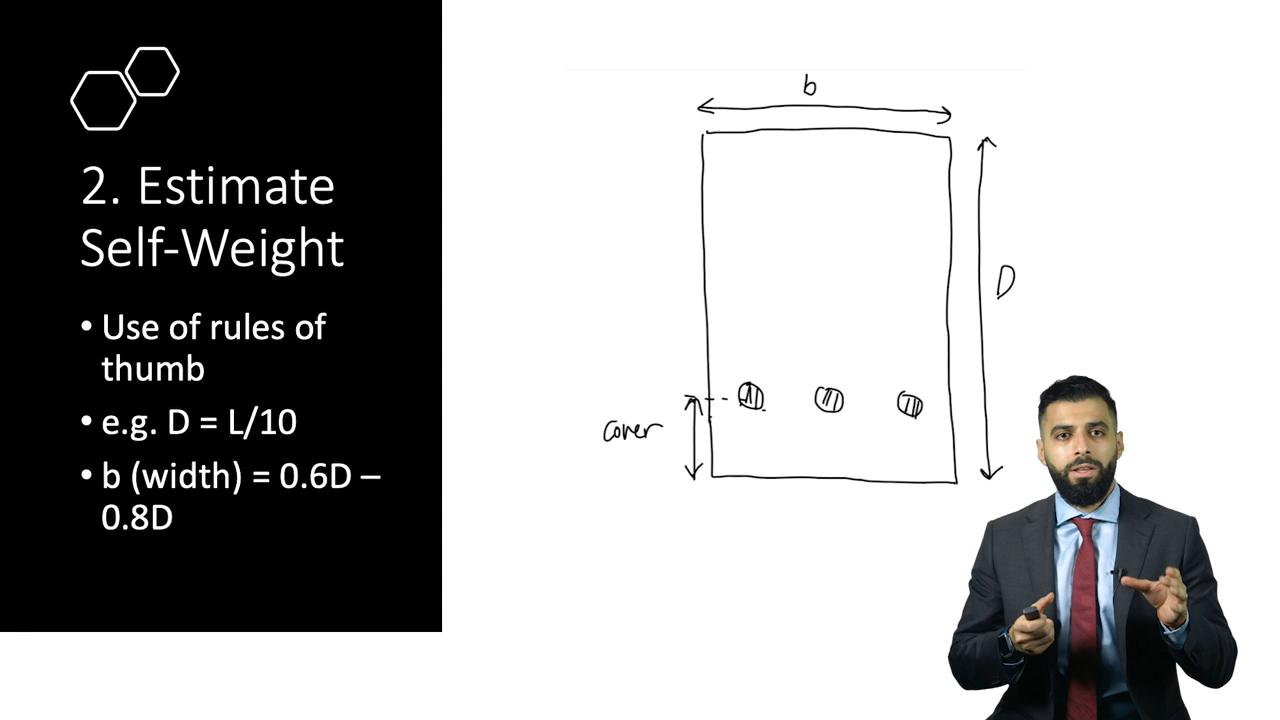 2. Estimate
Self-Weight
• Use of rules of
thumb
• e.g. D = L/10
• b (width) = 0.6D –
0.8D
b
D
cover